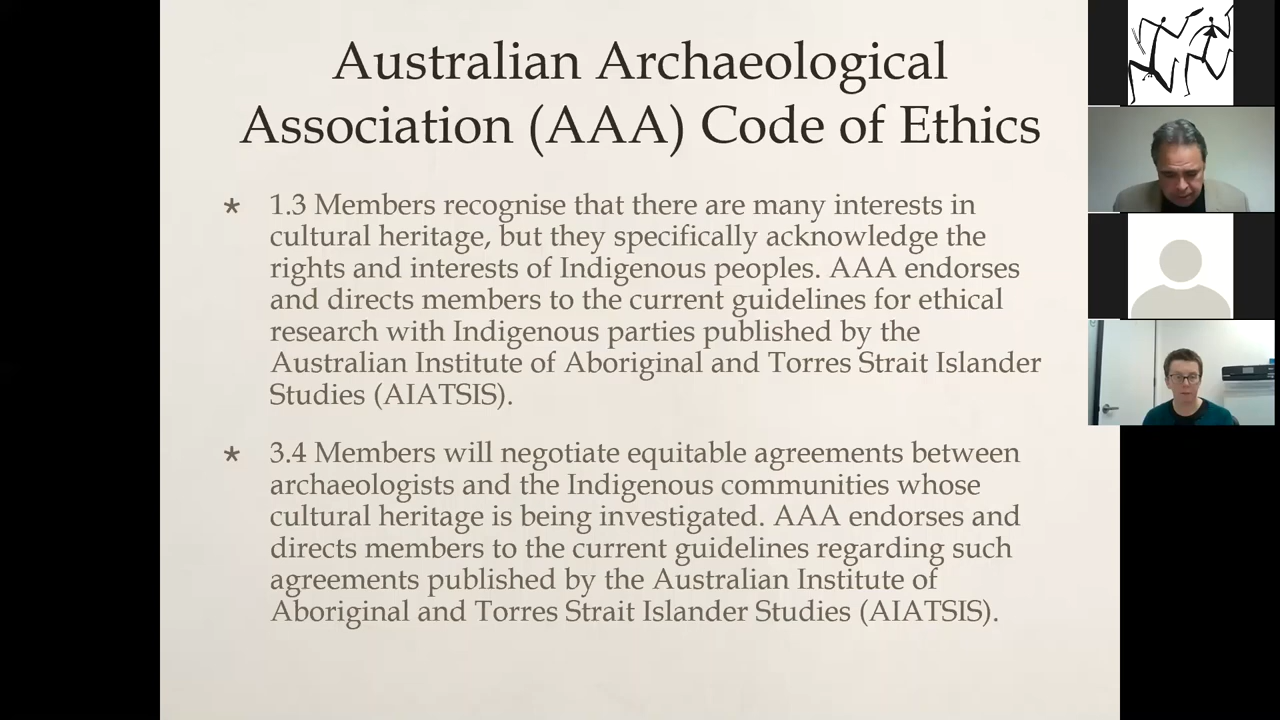 Australian Archaeological
Association (AAA) Code of Ethics
* 1.3 Members recognise that there are many interests in
cultural heritage, but they specifically acknowledge the
rights and interests of Indigenous peoples. AAA endorses
and directs members to the current guidelines for ethical
research with Indigenous parties published by the
Australian Institute of Aboriginal and Torres Strait Islander
Studies (AIATSIS).
* 3.4 Members will negotiate equitable agreements between
archaeologists and the Indigenous communities whose
cultural heritage is being investigated. AAA endorses and
directs members to the current guidelines regarding such
agreements published by the Australian Institute of
Aboriginal and Torres Strait Islander Studies (AIATSIS).